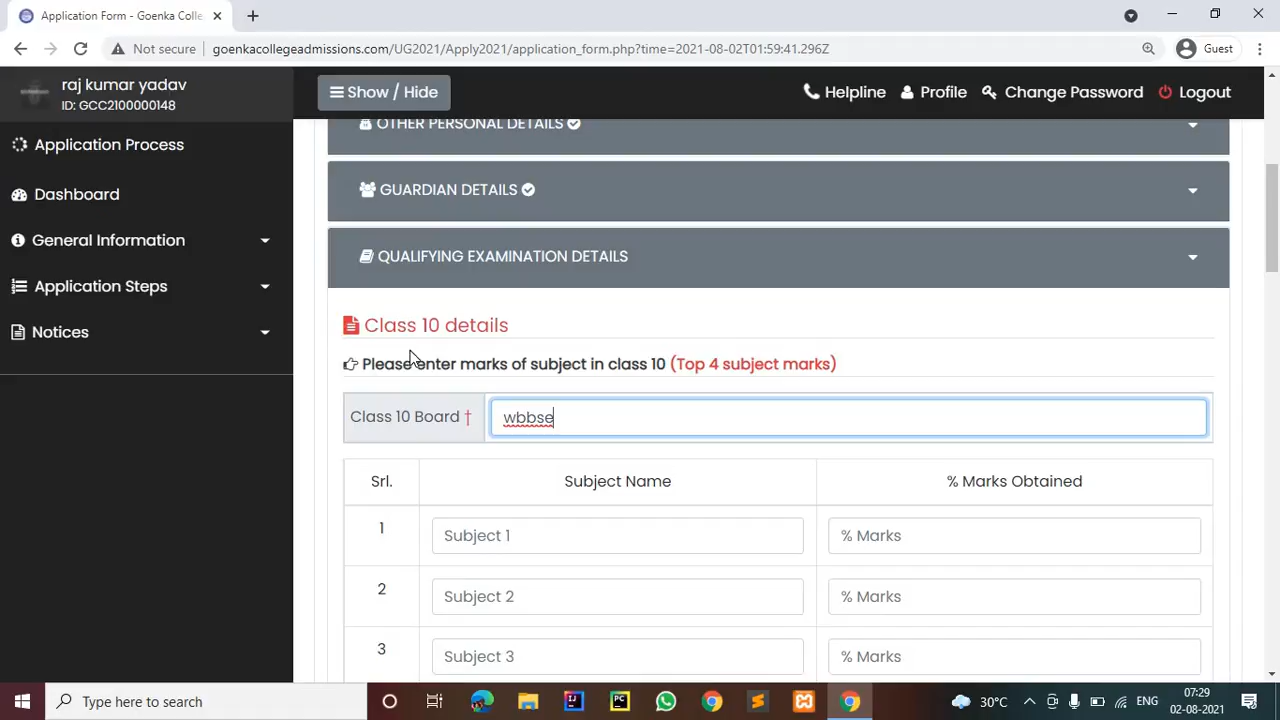 Application Form - Goenka Colle
Not secure
goenkacollegeadmissions.com/UG2021/Apply2021/application_form.php?time=2021-08-02T01:59:41.296Z
Guest
raj kumar yadav
ID: GCC2100000148
Show / Hide
Helpline
Profile
Change Password
Logout
Application Process
Dashboard
General Information
Application Steps
Notices
OTHER PERSONAL DETAILS
GUARDIAN DETAILS
QUALIFYING EXAMINATION DETAILS
Class 10 details
Please enter marks of subject in class 10 (Top 4 subject marks)
Class 10 Board †
wbbse
Srl.
Subject Name
% Marks Obtained
1
Subject 1
% Marks
2
Subject 2
% Marks
3
Subject 3
% Marks
Type here to search
30°C
ENG
07:29
02-08-2021